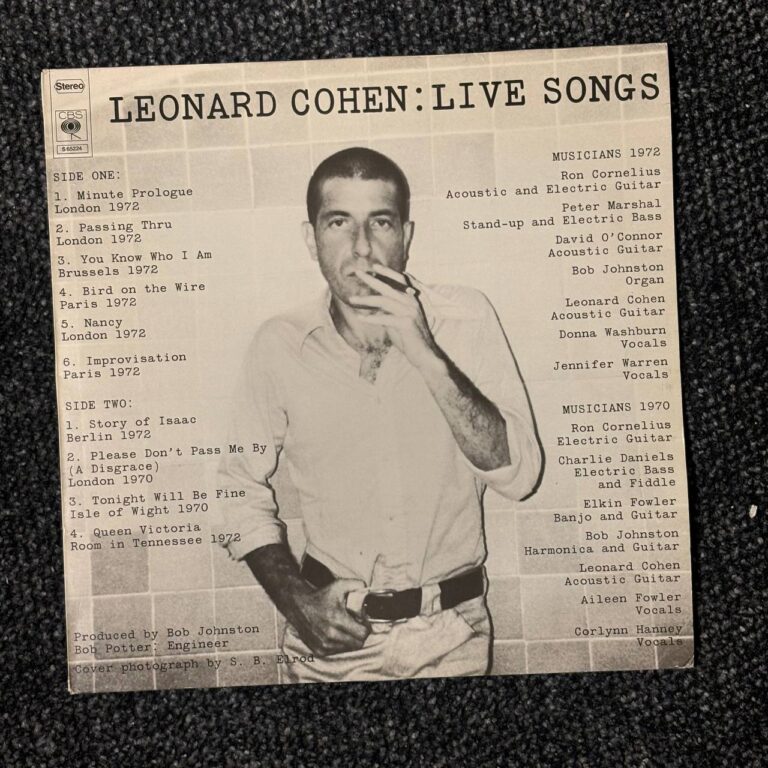 Stereo
CBS
S 65224
LEONARD COHEN:LIVE SONGS
SIDE ONE:
1. Minute Prologue
London 1972
2. Passing Thru
London 1972
3. You Know Who I Am
Brussels 1972
4. Bird on the Wire
Paris 1972
5. Nancy
London 1972
6. Improvisation
Paris 1972
SIDE TWO:
1. Story of Isaac
Berlin 1972
2. Please Don't Pass Me By
(A Disgrace)
London 1970
3. Tonight Will Be Fine
Isle of Wight 1970
4. Queen Victoria
Room in Tennessee 1972
Produced by Bob Johnston
Bob Potter: Engineer
Cover photograph by S. B. Elrod
MUSICIANS 1972
Ron Cornelius
Acoustic and Electric Guitar
Peter Marshal
Stand-up and Electric Bass
David O'Connor
Acoustic Guitar
Bob Johnston
Organ
Leonard Cohen
Acoustic Guitar
Donna Washburn
Vocals
Jennifer Warren
Vocals
MUSICIANS 1970
Ron Cornelius
Electric Guitar
Charlie Daniels
Electric Bass
and Fiddle
Elkin Fowler
Banjo and Guitar
Bob Johnston
Harmonica and Guitar
Leonard Cohen
Acoustic Guitar
Aileen Fowler
Vocals
Corlynn Hanney
Vocals